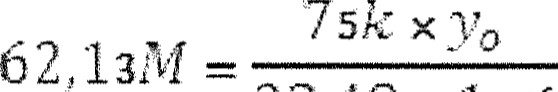 62,13M = 75k × y₀